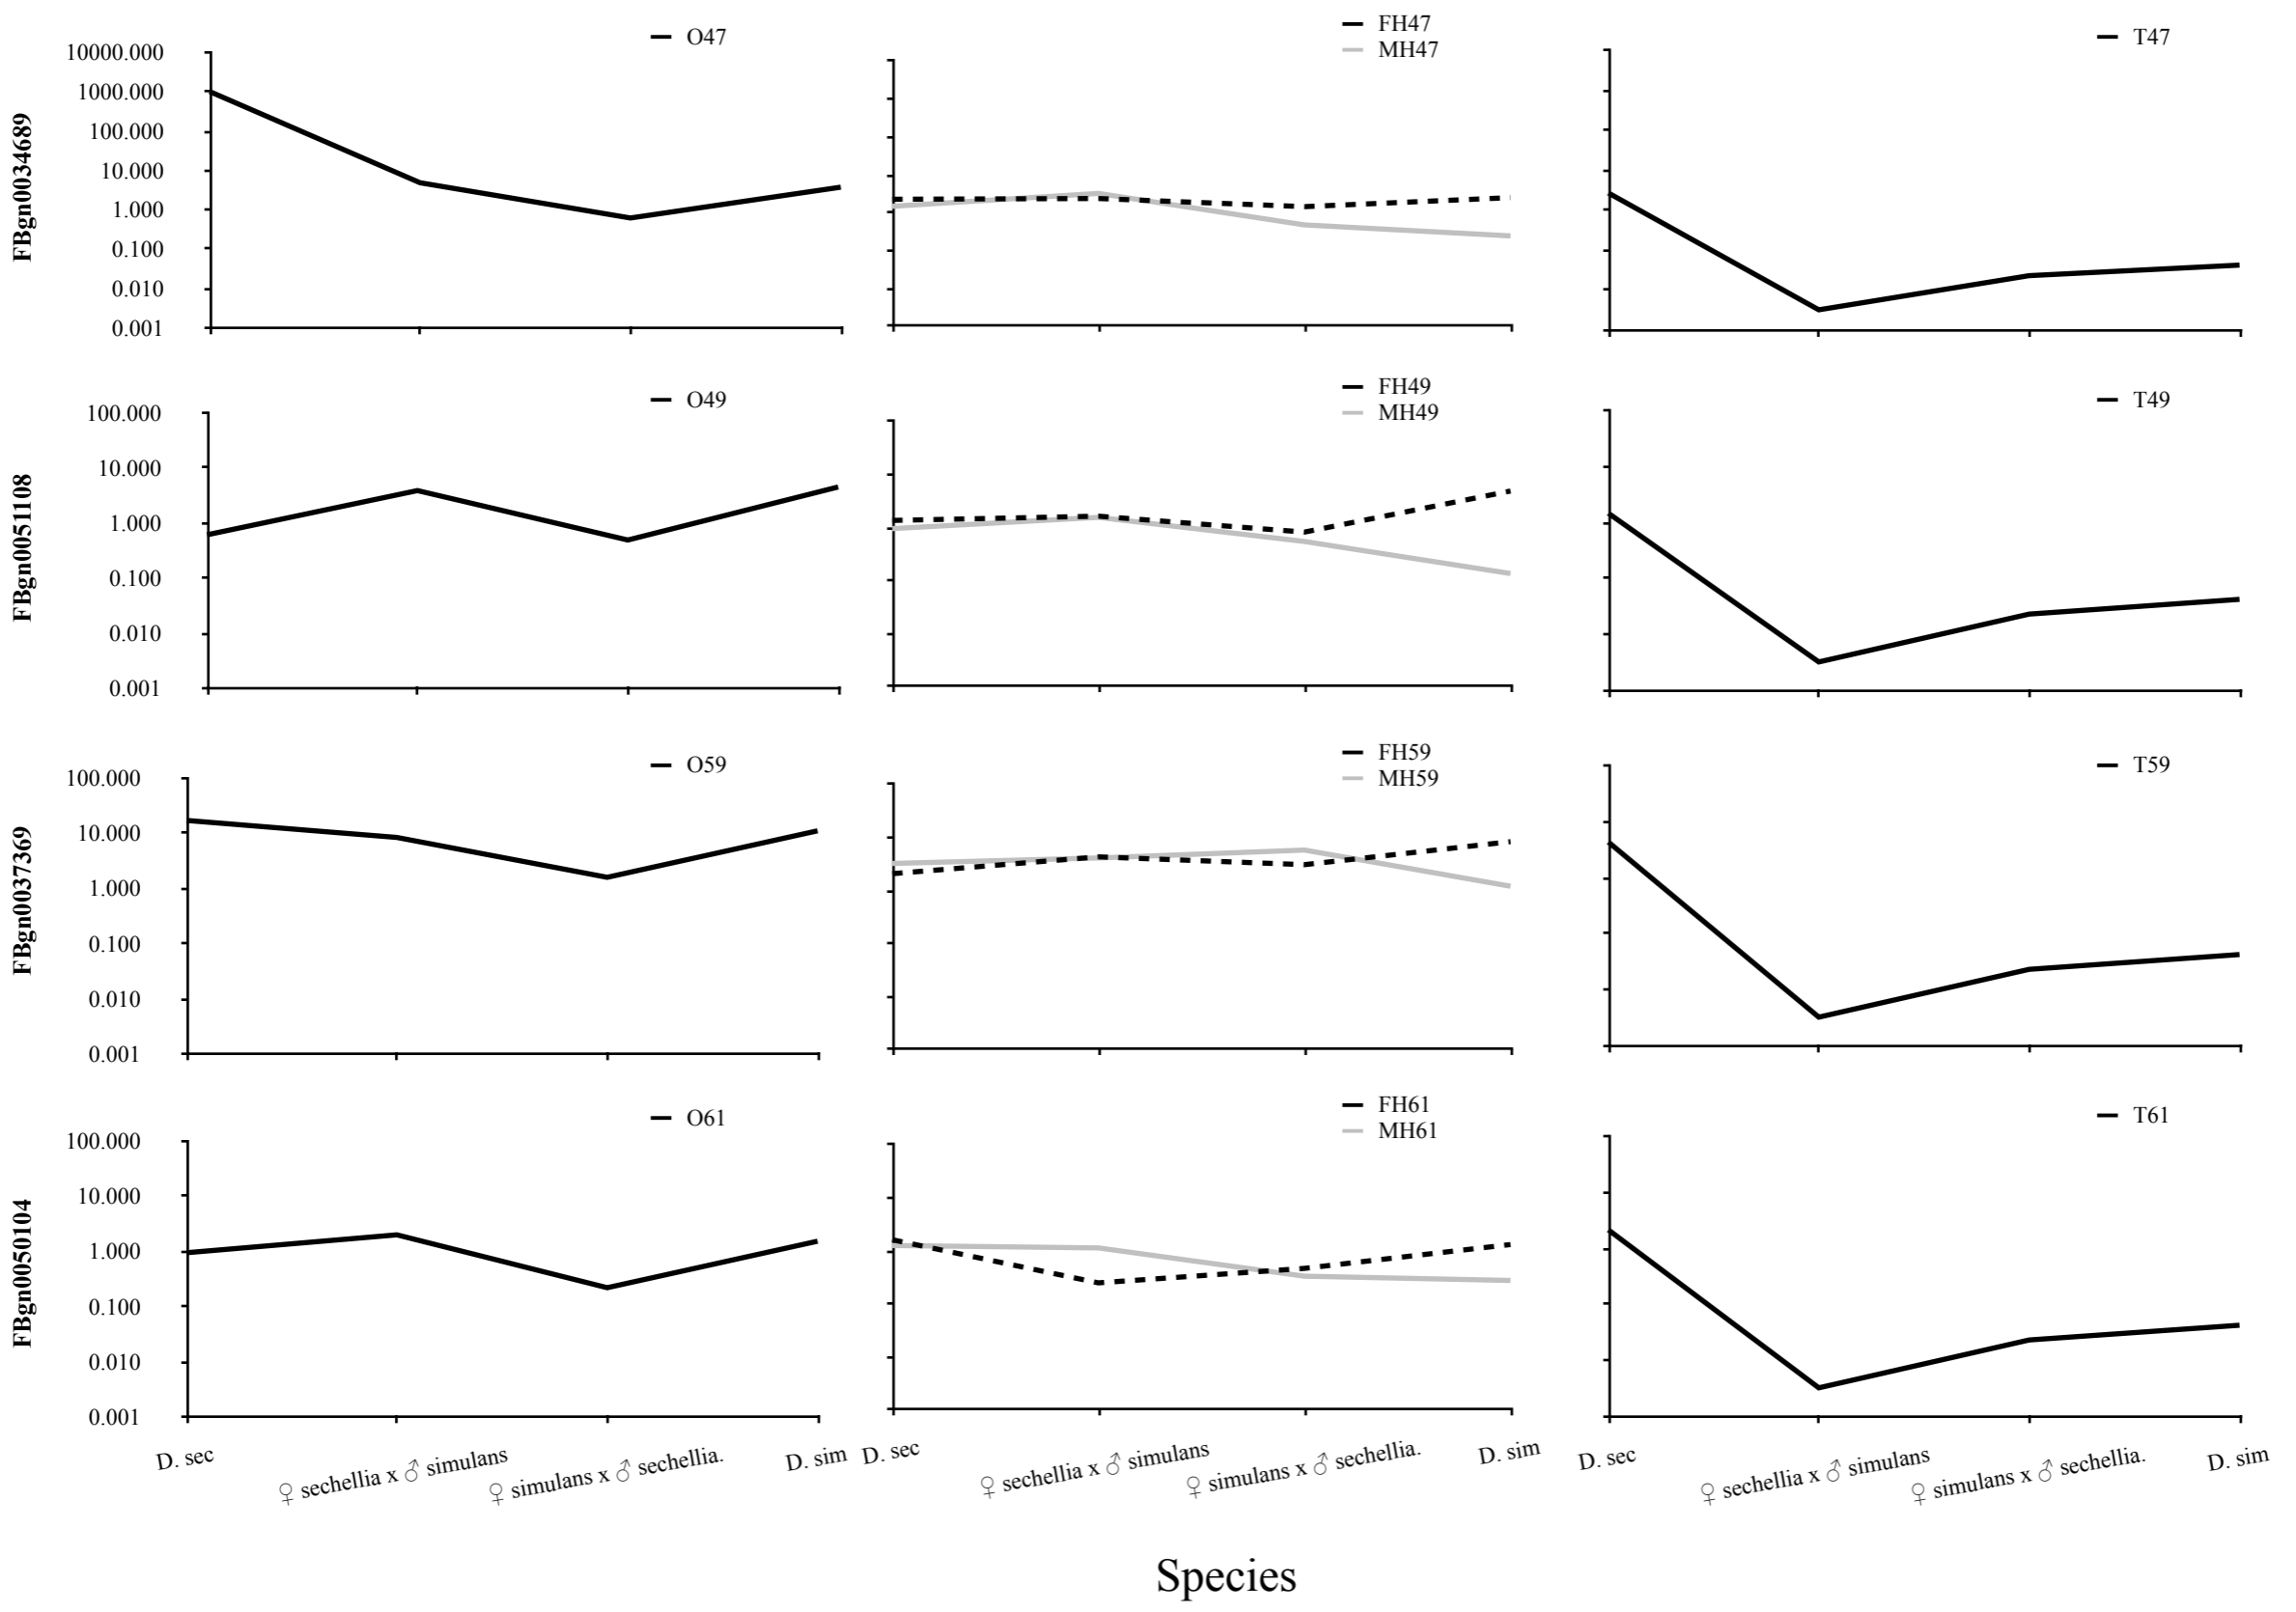 O47
FH47
MH47
T47
FBgn0034689
10000.000
1000.000
100.000
10.000
1.000
0.100
0.010
0.001
O49
FH49
MH49
T49
FBgn0051108
100.000
10.000
1.000
0.100
0.010
0.001
O59
FH59
MH59
T59
FBgn0037369
100.000
10.000
1.000
0.100
0.010
0.001
O61
FH61
MH61
T61
FBgn0050104
100.000
10.000
1.000
0.100
0.010
0.001
D. sec
♀ sechellia x ♂ simulans
♀ simulans x ♂ sechellia.
D. sim
D. sec
♀ sechellia x ♂ simulans
♀ simulans x ♂ sechellia.
D. sim
D. sec
♀ sechellia x ♂ simulans
♀ simulans x ♂ sechellia.
D. sim
Species